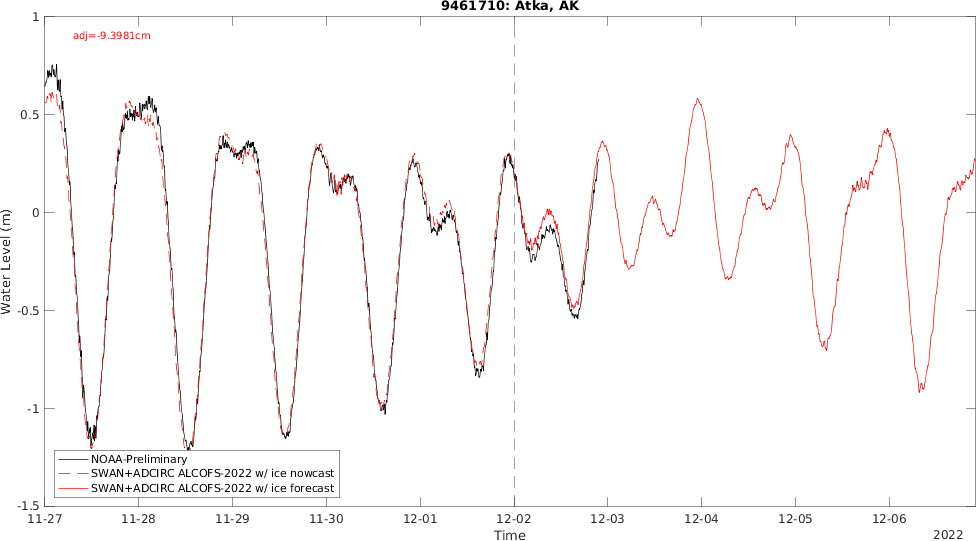 9461710: Atka, AK
adj=-9.3981cm
1
0.5
0
-0.5
-1
-1.5
Water Level (m)
NOAA-Preliminary
SWAN+ADCIRC ALCOFS-2022 w/ ice nowcast
SWAN+ADCIRC ALCOFS-2022 w/ ice forecast
11-27 11-28 11-29 11-30 12-01 12-02 12-03 12-04 12-05 12-06
Time
2022